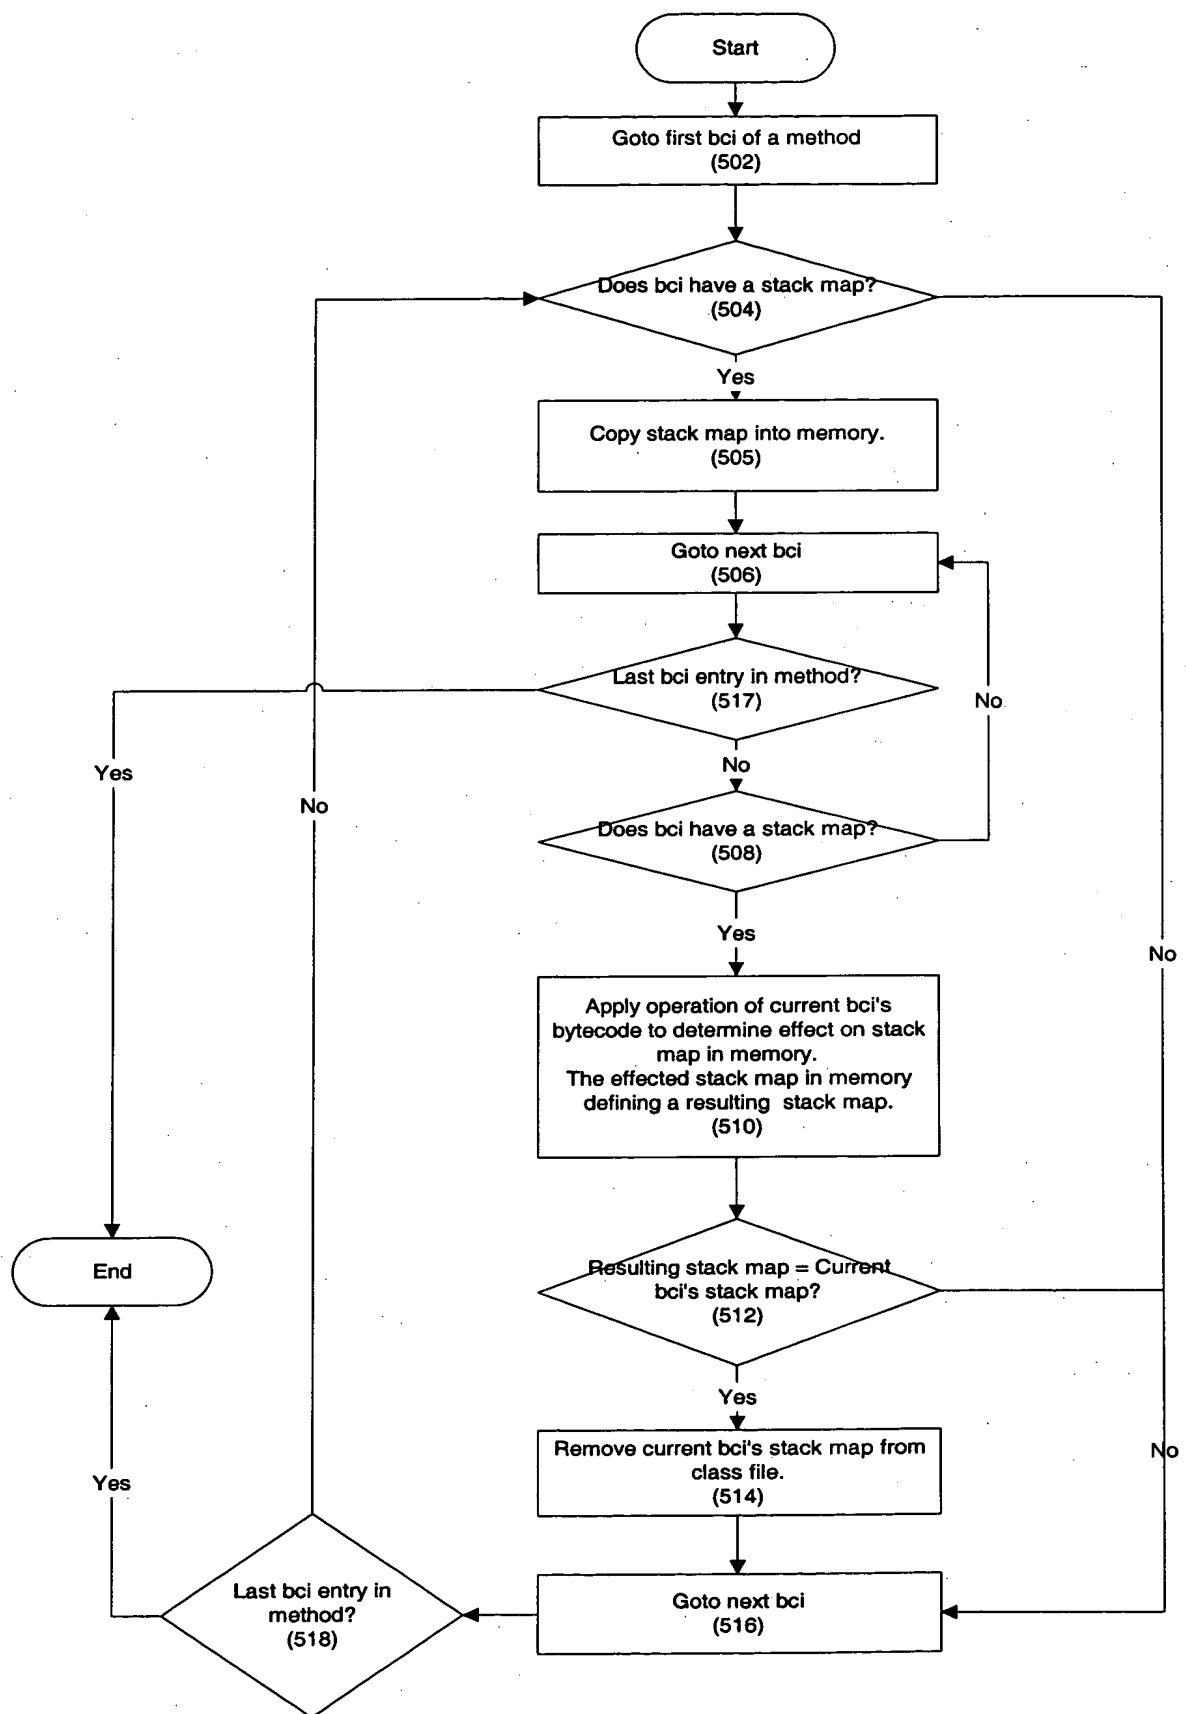 Start
Goto first bci of a method
(502)
Does bci have a stack map?
(504)
Yes
Copy stack map into memory.
(505)
Goto next bci
(506)
Last bci entry in method?
(517)
No
Yes
No
No
Does bci have a stack map?
(508)
Yes
No
Apply operation of current bci's
bytecode to determine effect on stack
map in memory.
The effected stack map in memory
defining a resulting stack map.
(510)
End
Resulting stack map = Current
bci's stack map?
(512)
Yes
No
Remove current bci's stack map from
class file.
(514)
Yes
Last bci entry in
method?
(518)
Goto next bci
(516)